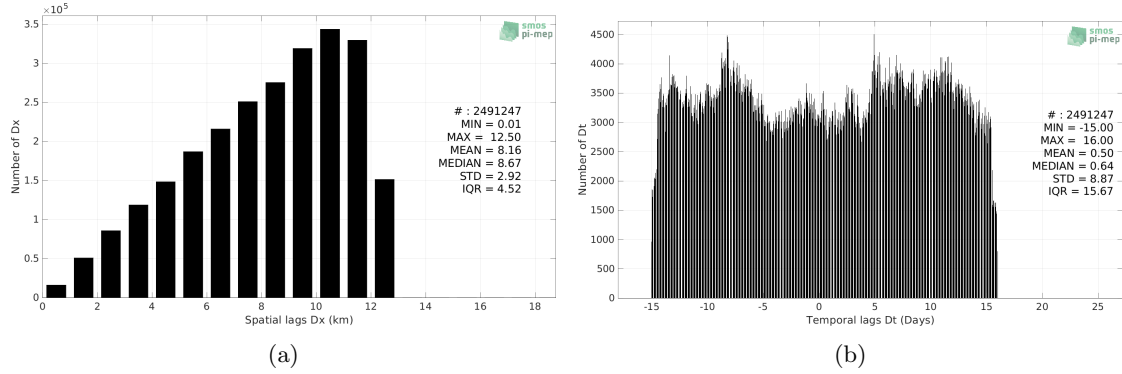 ×10⁵
3.5
3
2.5
2
1.5
1
0.5
0
Number of Dx
0 2 4 6 8 10 12 14 16 18
Spatial lags Dx (km)
smos
pi-mep
# : 2491247
MIN = 0.01
MAX = 12.50
MEAN = 8.16
MEDIAN = 8.67
STD = 2.92
IQR = 4.52
(a)
4500
4000
3500
3000
2500
2000
1500
1000
500
0
Number of Dt
-15 -10 -5 0 5 10 15 20 25
Temporal lags Dt (Days)
smos
pi-mep
# : 2491247
MIN = -15.00
MAX = 16.00
MEAN = 0.50
MEDIAN = 0.64
STD = 8.87
IQR = 15.67
(b)